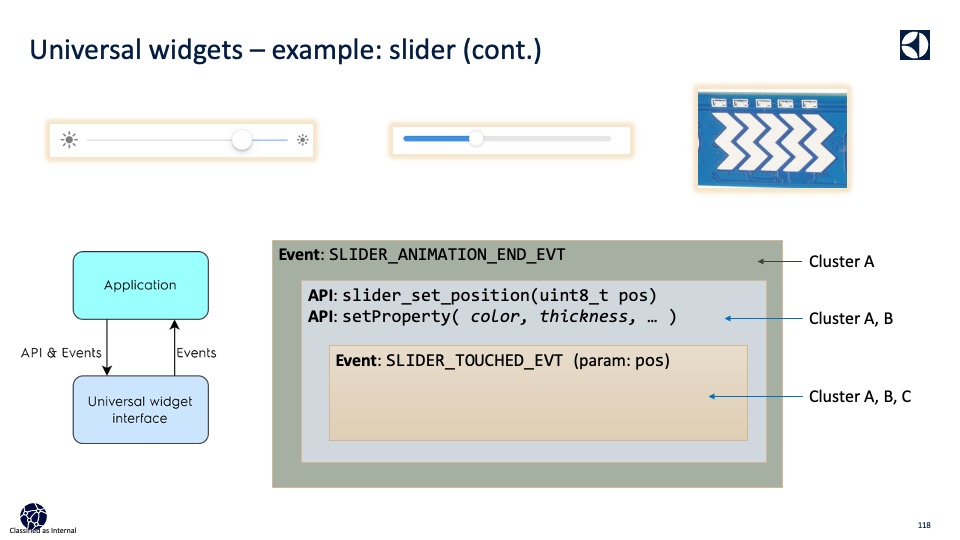 Universal widgets – example: slider (cont.)
Application
API & Events
Events
Universal widget
interface
Event: SLIDER_ANIMATION_END_EVT
API: slider_set_position(uint8_t pos)
API: setProperty( color, thickness, … )
Event: SLIDER_TOUCHED_EVT (param: pos)
Cluster A
Cluster A, B
Cluster A, B, C
Classified as Internal
118